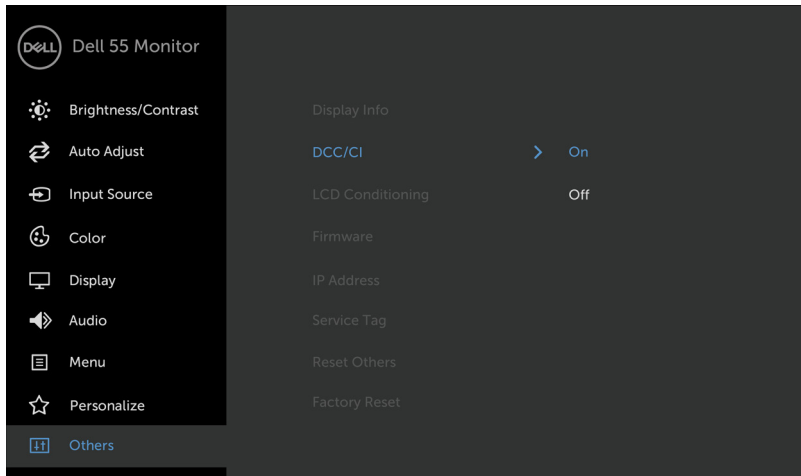 DELL
Dell 55 Monitor
Brightness/Contrast
Auto Adjust
Input Source
Color
Display
Audio
Menu
Personalize
Others
Display Info
DCC/CI
On
LCD Conditioning
Off
Firmware
IP Address
Service Tag
Reset Others
Factory Reset